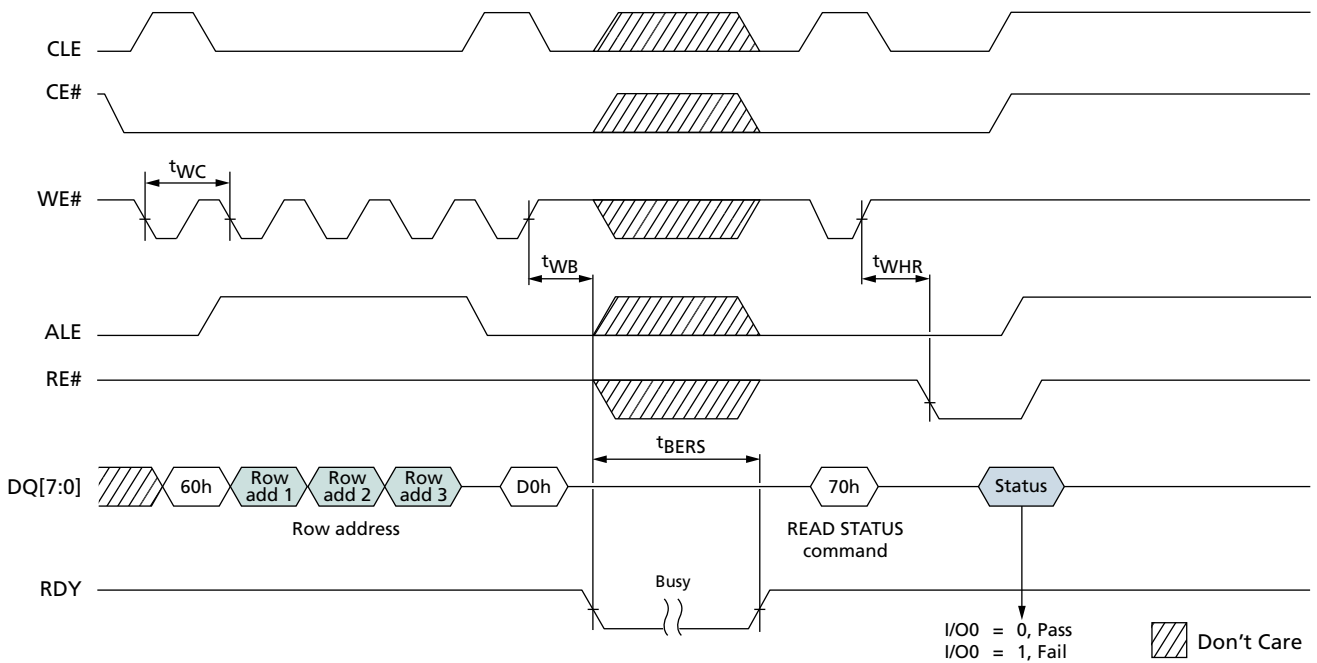 CLE
CE#
tWC
WE#
tWB
tWHR
ALE
RE#
tBERS
DQ[7:0]
60h
Row
add 1
Row
add 2
Row
add 3
D0h
70h
Status
Row address
READ STATUS
command
RDY
Busy
I/O0 = 0, Pass
I/O0 = 1, Fail
Don't Care